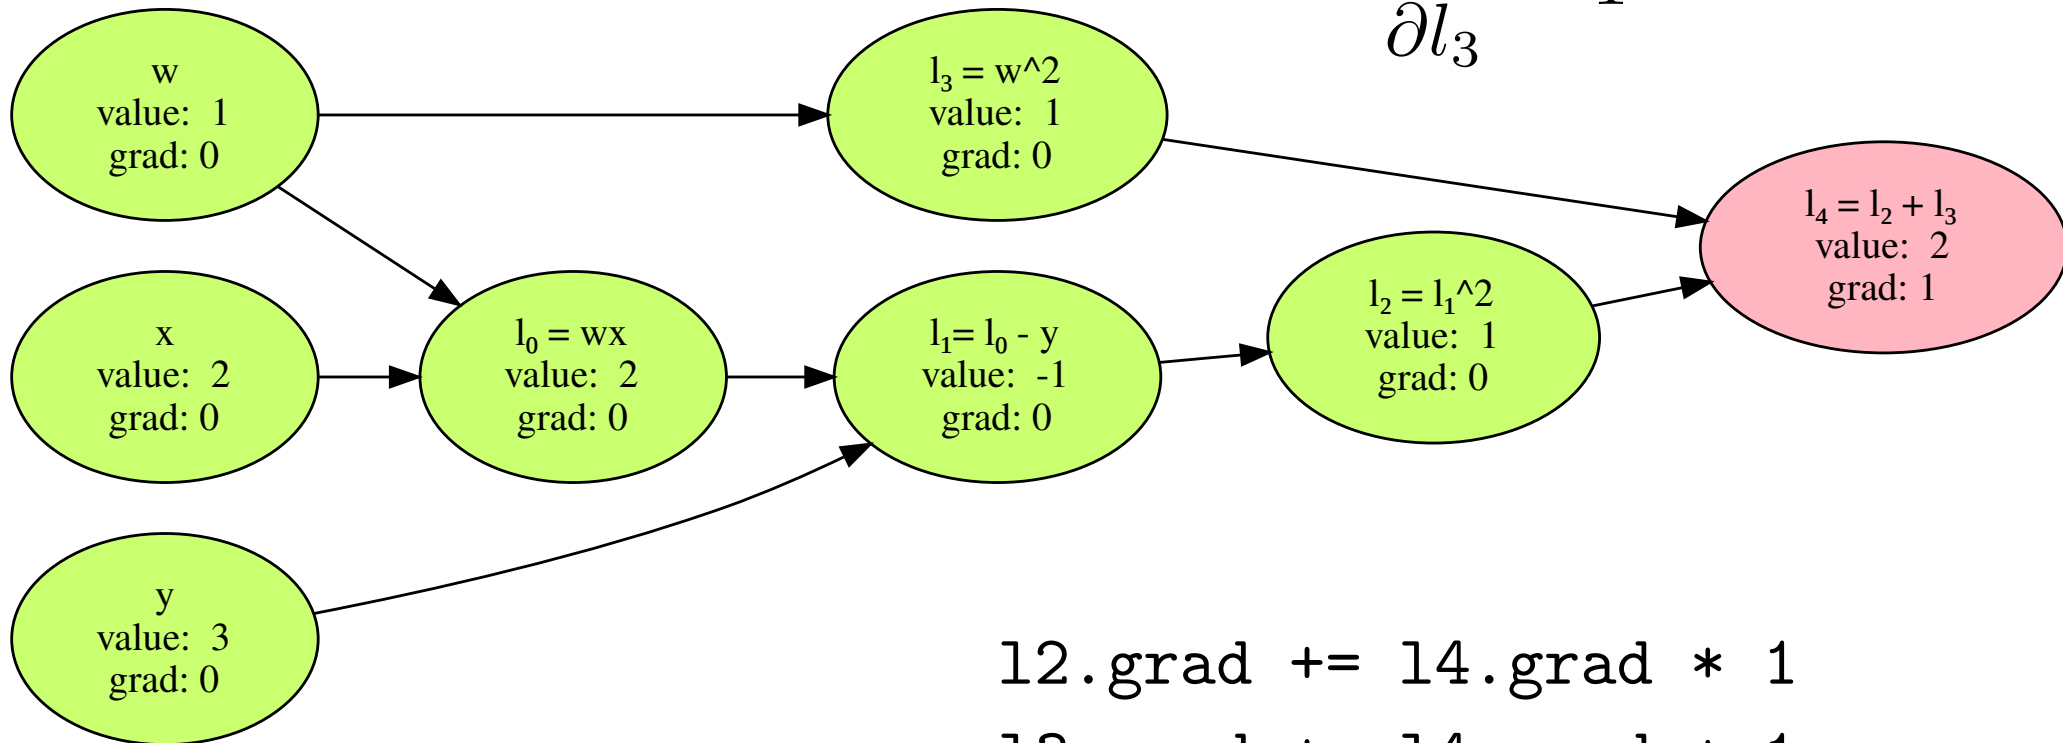 w
value: 1
grad: 0
l₃ = w^2
value: 1
grad: 0
∂l₃
l₄ = l₂ + l₃
value: 2
grad: 1
x
value: 2
grad: 0
l₀ = wx
value: 2
grad: 0
l₁= l₀ - y
value: -1
grad: 0
l₂ = l₁^2
value: 1
grad: 0
y
value: 3
grad: 0
l2.grad += l4.grad * 1